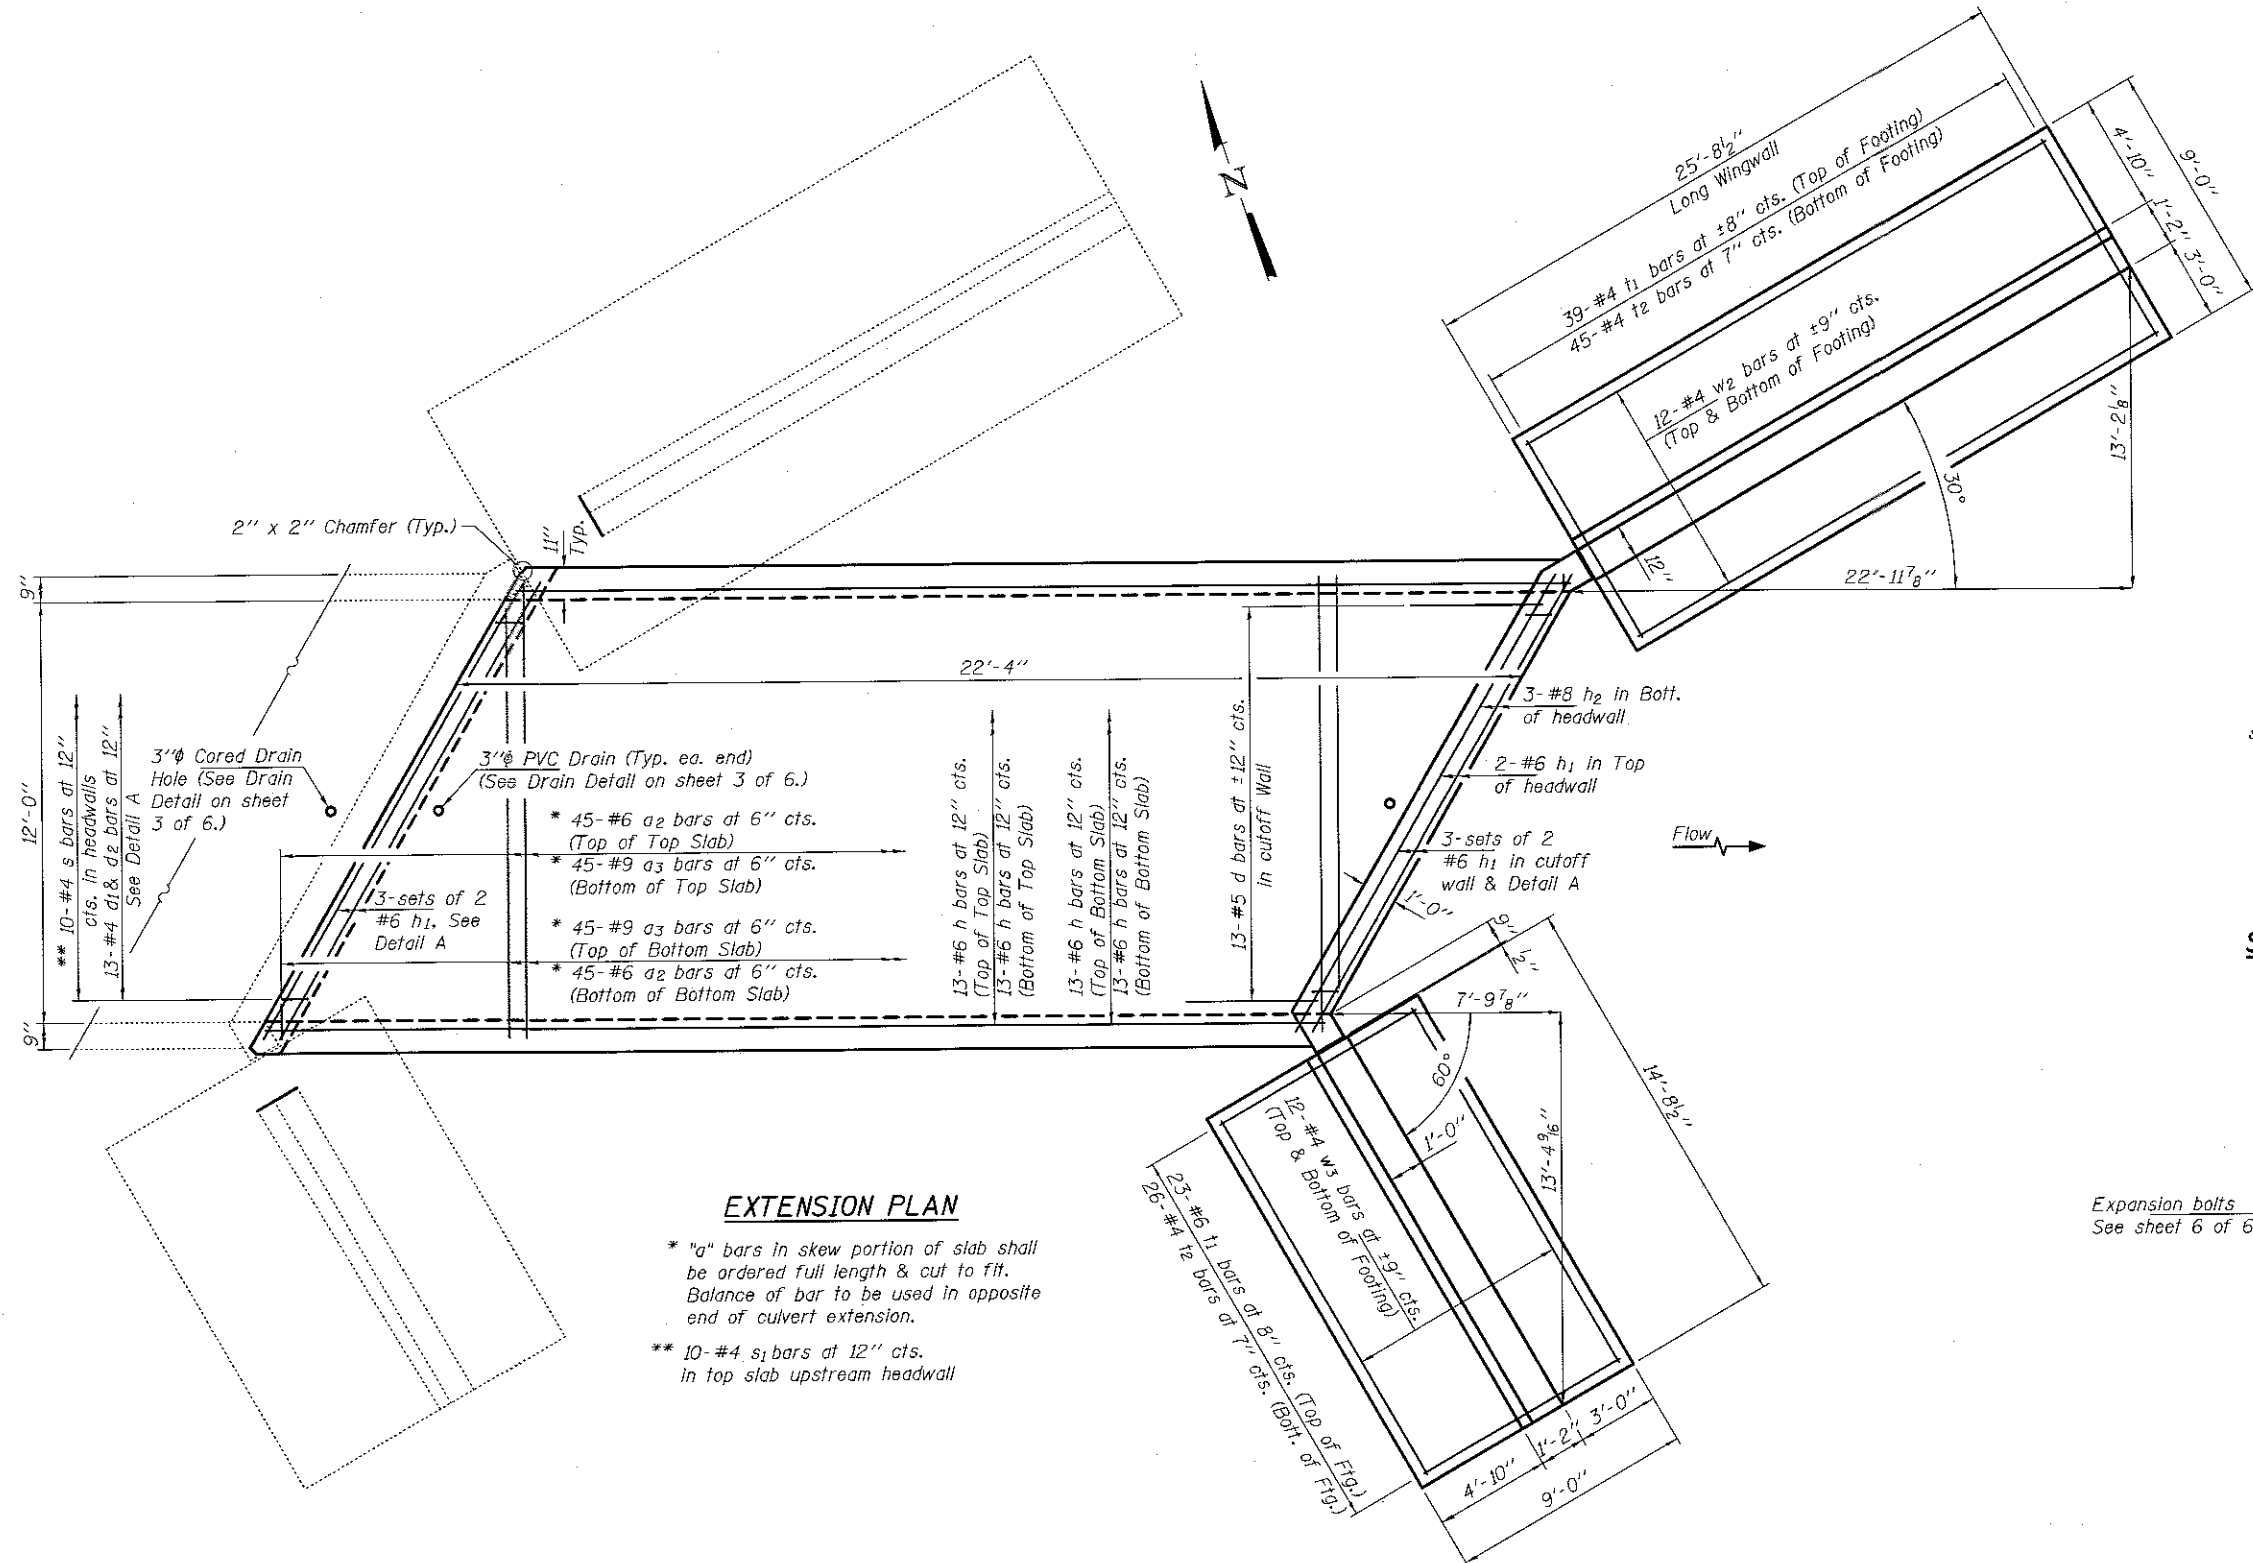 25'-8½"
Long Wingwall
39-#4 t1 bars at ±8" cts. (Top of Footing)
45-#4 t2 bars at 7" cts. (Bottom of Footing)
4'-10"
9'-0"
1'-2"
3'-0"
12-#4 w2 bars at ±9" cts.
(Top & Bottom of Footing)
N
13'-2⅛"
30°
12"
22'-11⅞"
2" x 2" Chamfer (Typ.)
11"
Typ.
9"
12'-0"
9"
22'-4"
** 10-#4 s bars at 12"
cts. in headwalls
13-#4 d1 & d2 bars at 12"
See Detail A
3"ϕ Cored Drain
Hole (See Drain
Detail on sheet
3 of 6.)
3"ϕ PVC Drain (Typ. ea. end)
(See Drain Detail on sheet 3 of 6.)
* 45-#6 a2 bars at 6" cts.
(Top of Top Slab)
* 45-#9 a3 bars at 6" cts.
(Bottom of Top Slab)
* 45-#9 a3 bars at 6" cts.
(Top of Bottom Slab)
* 45-#6 a2 bars at 6" cts.
(Bottom of Bottom Slab)
3-sets of 2
#6 h1, See
Detail A
13-#6 h bars at 12" cts.
(Top of Top Slab)
13-#6 h bars at 12" cts.
(Bottom of Top Slab)
13-#6 h bars at 12" cts.
(Top of Bottom Slab)
13-#6 h bars at 12" cts.
(Bottom of Bottom Slab)
13-#5 d bars at ±12" cts.
in cutoff Wall
3-#8 h2 in Bott.
of headwall
2-#6 h1 in Top
of headwall
3-sets of 2
#6 h1 in cutoff
wall & Detail A
1'-0"
Flow
9"
½"
7'-9⅞"
60°
1'-0"
14'-8½"
13'-4 9/16"
12-#4 w3 bars at ±9" cts.
(Top & Bottom of Footing)
23-#6 t1 bars at 8" cts. (Top of Ftg.)
26-#4 t2 bars at 7" cts. (Bott. of Ftg.)
4'-10"
1'-2"
3'-0"
9'-0"
EXTENSION PLAN
* "a" bars in skew portion of slab shall
be ordered full length & cut to fit.
Balance of bar to be used in opposite
end of culvert extension.
** 10-#4 s1 bars at 12" cts.
in top slab upstream headwall
Expansion bolts
See sheet 6 of 6